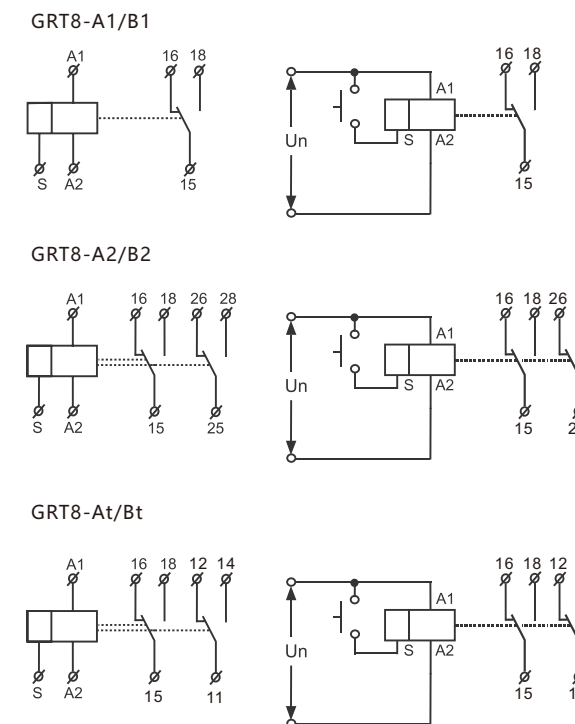 GRT8-A1/B1
A1 16 18
S A2 15
16 18
A1
Un
S A2
15
GRT8-A2/B2
A1 16 18 26 28
S A2 15 25
16 18 26
A1
Un
S A2
15 2
GRT8-At/Bt
A1 16 18 12 14
S A2 15 11
16 18 12
A1
Un
S A2
15 1